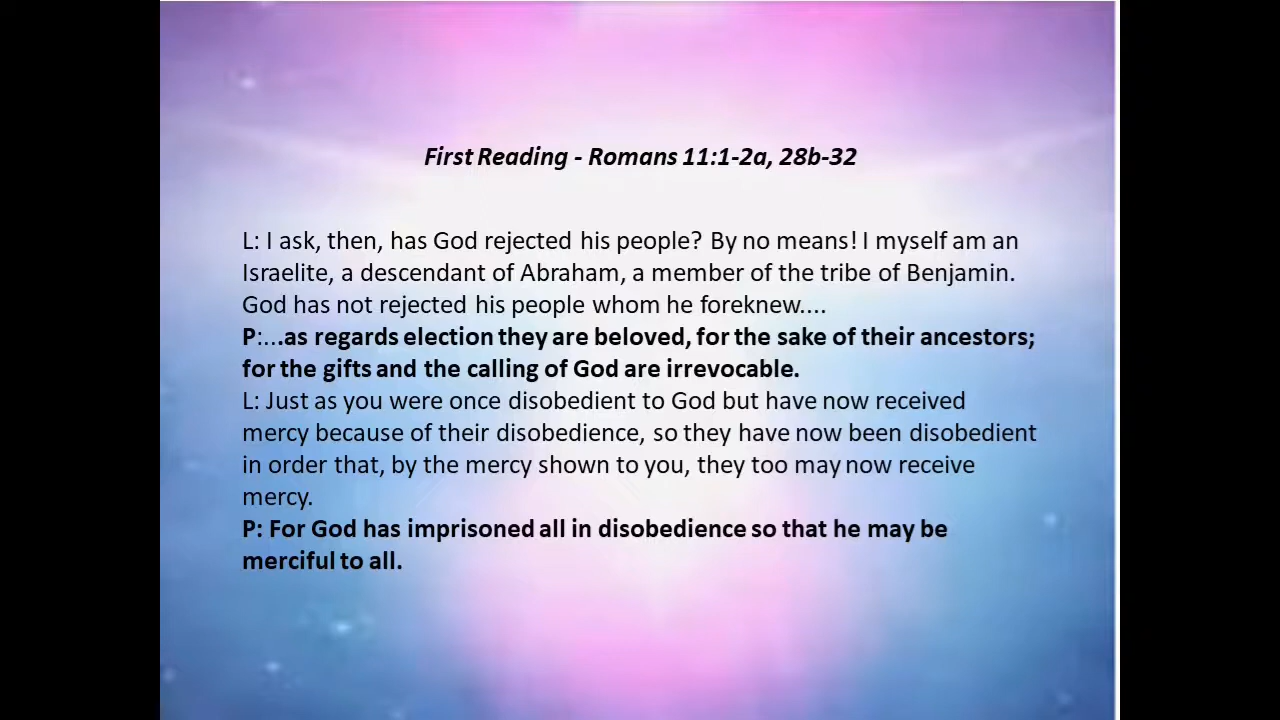 First Reading - Romans 11:1-2a, 28b-32
L: I ask, then, has God rejected his people? By no means! I myself am an
Israelite, a descendant of Abraham, a member of the tribe of Benjamin.
God has not rejected his people whom he foreknew....
P:...as regards election they are beloved, for the sake of their ancestors;
for the gifts and the calling of God are irrevocable.
L: Just as you were once disobedient to God but have now received
mercy because of their disobedience, so they have now been disobedient
in order that, by the mercy shown to you, they too may now receive
mercy.
P: For God has imprisoned all in disobedience so that he may be
merciful to all.